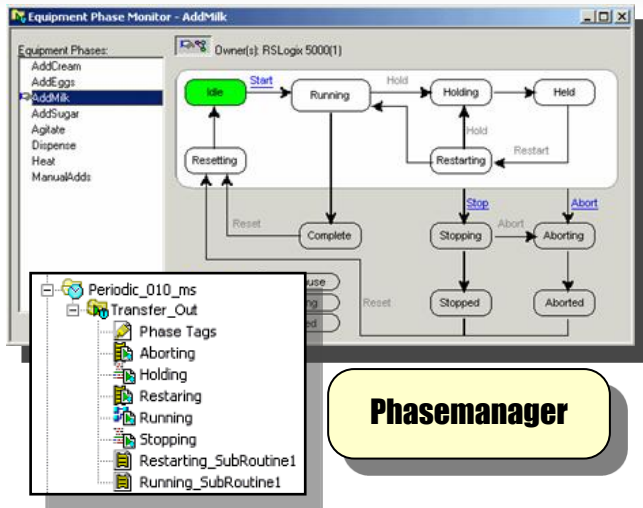 Equipment Phase Monitor - AddMilk
Equipment Phases:
Owner(s): RSLogix 5000(1)
AddCream
AddEggs
AddMilk
AddSugar
Agitate
Dispense
Heat
ManualAdds
Idle
Start
Running
Hold
Holding
Held
Hold
Resetting
Restarting
Restart
Stop
Abort
Reset
Complete
Stopping
Abort
Aborting
Reset
Stopped
Aborted
Periodic_010_ms
Transfer_Out
Phase Tags
Aborting
Holding
Restaring
Running
Stopping
Restarting_SubRoutine1
Running_SubRoutine1
Phasemanager